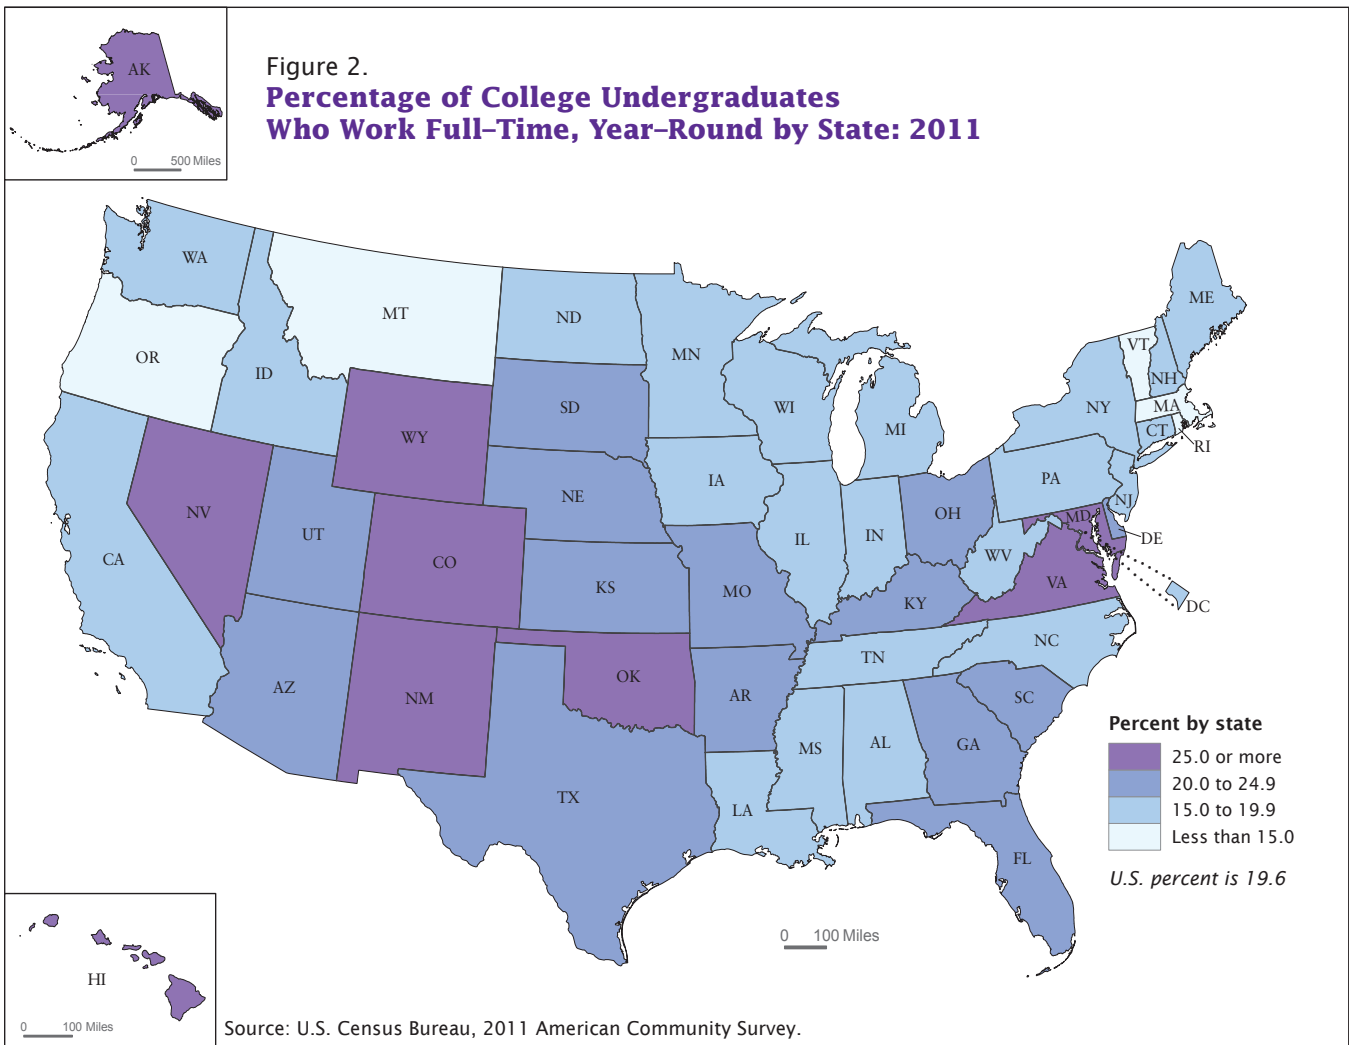 AK
0 500 Miles
Figure 2.
Percentage of College Undergraduates
Who Work Full–Time, Year–Round by State: 2011
WA
MT
ND
MN
ME
OR
ID
SD
WI
MI
NY
VT
NH
MA
CT
RI
WY
NE
IA
PA
NJ
NV
UT
CO
KS
MO
IL
IN
OH
WV
MD
DE
DC
VA
KY
CA
AZ
NM
OK
AR
TN
NC
SC
MS
AL
GA
TX
LA
FL
Percent by state
25.0 or more
20.0 to 24.9
15.0 to 19.9
Less than 15.0
U.S. percent is 19.6
0 100 Miles
HI
0 100 Miles
Source: U.S. Census Bureau, 2011 American Community Survey.